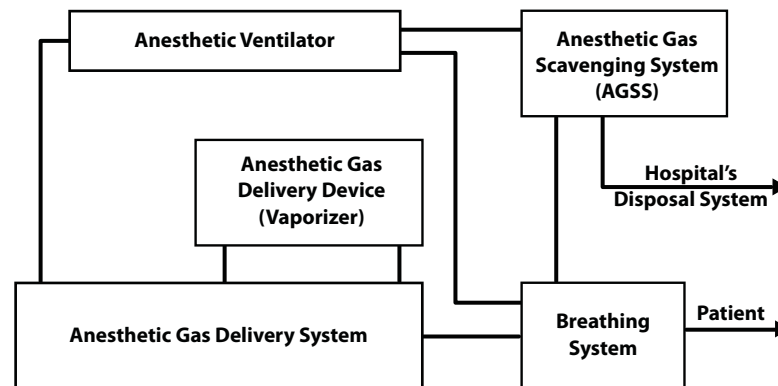 Anesthetic Ventilator
Anesthetic Gas
Scavenging System
(AGSS)
Anesthetic Gas
Delivery Device
(Vaporizer)
Hospital's
Disposal System
Anesthetic Gas Delivery System
Breathing
System
Patient